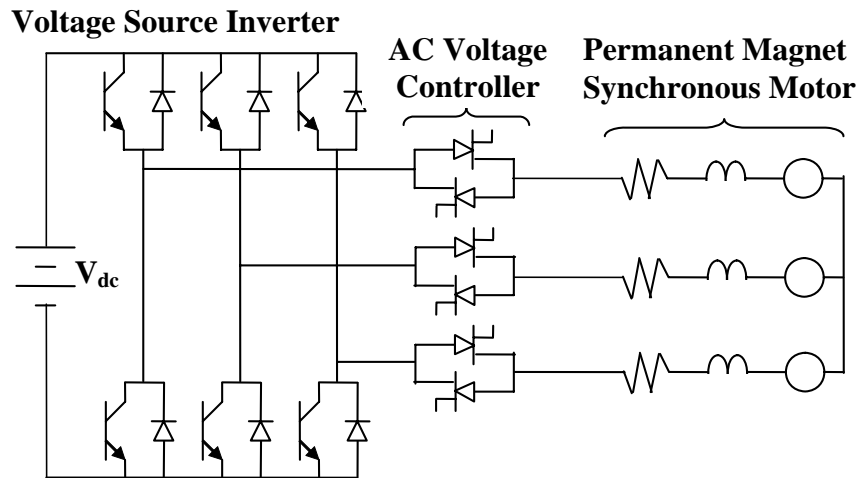 Voltage Source Inverter
AC Voltage
Controller
Permanent Magnet
Synchronous Motor
Vdc